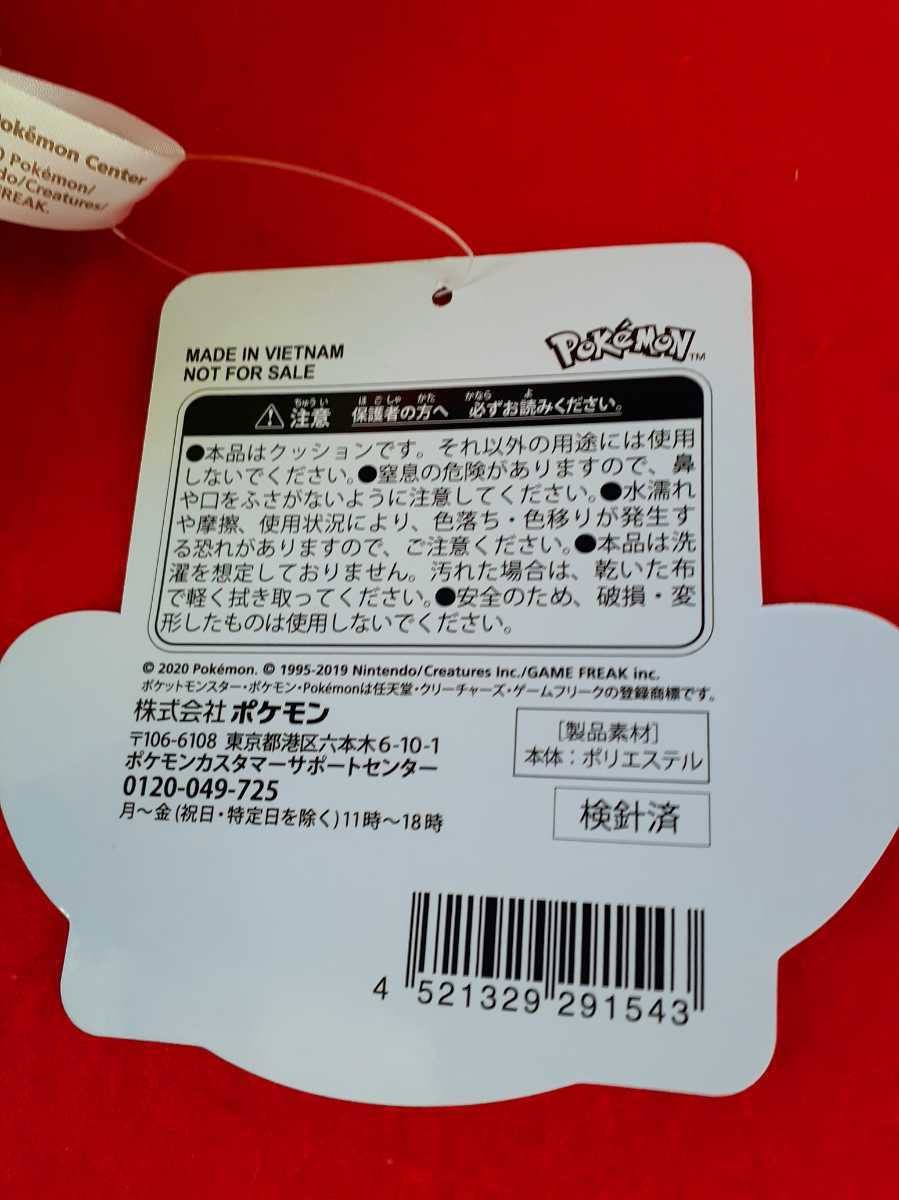 okémon Center
Pokémon/
do/Creatures/
FREAK.
MADE IN VIETNAM
NOT FOR SALE
POKéMON™
ちゅうい ほごしゃ かた かなら よ
注意 保護者の方へ 必ずお読みください。
●本品はクッションです。それ以外の用途には使用
しないでください。●窒息の危険がありますので、鼻
や口をふさがないように注意してください。●水濡れ
や摩擦、使用状況により、色落ち・色移りが発生す
る恐れがありますので、ご注意ください。●本品は洗
濯を想定しておりません。汚れた場合は、乾いた布
で軽く拭き取ってください。●安全のため、破損・変
形したものは使用しないでください。
© 2020 Pokémon. © 1995-2019 Nintendo/Creatures Inc./GAME FREAK inc.
ポケットモンスター・ポケモン・Pokémonは任天堂・クリーチャーズ・ゲームフリークの登録商標です。
株式会社 ポケモン
〒106-6108 東京都港区六本木6-10-1
ポケモンカスタマーサポートセンター
0120-049-725
月～金(祝日・特定日を除く)11時～18時
[製品素材]
本体：ポリエステル
検針済
4 521329 291543